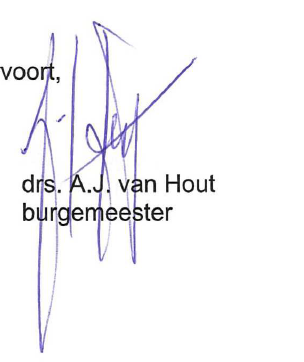 voort,
drs. A.J. van Hout
burgemeester